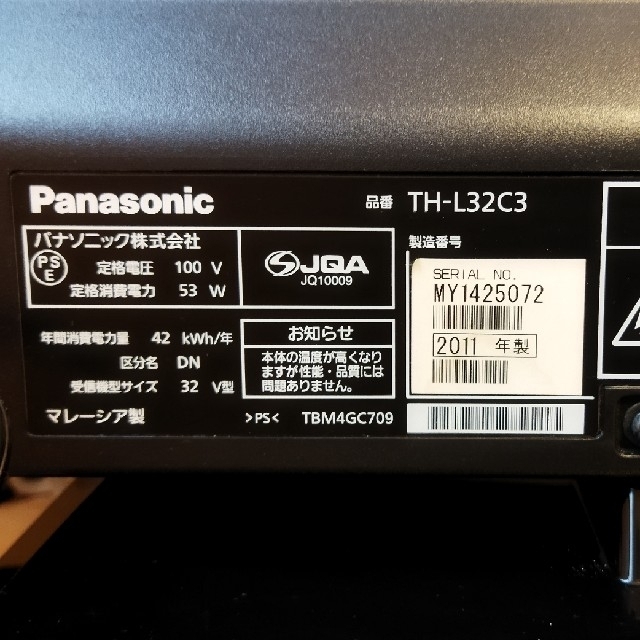 Panasonic
品番 TH-L32C3
パナソニック株式会社
PSE
定格電圧 100 V
定格消費電力 53 W
JQA
JQ10009
製造番号
SERIAL NO.
MY1425072
2011 年製
年間消費電力量 42 kWh/年
区分名 DN
受信機型サイズ 32 V型
お知らせ
本体の温度が高くなり
ますが性能・品質には
問題ありません。
マレーシア製
>PS< TBM4GC709